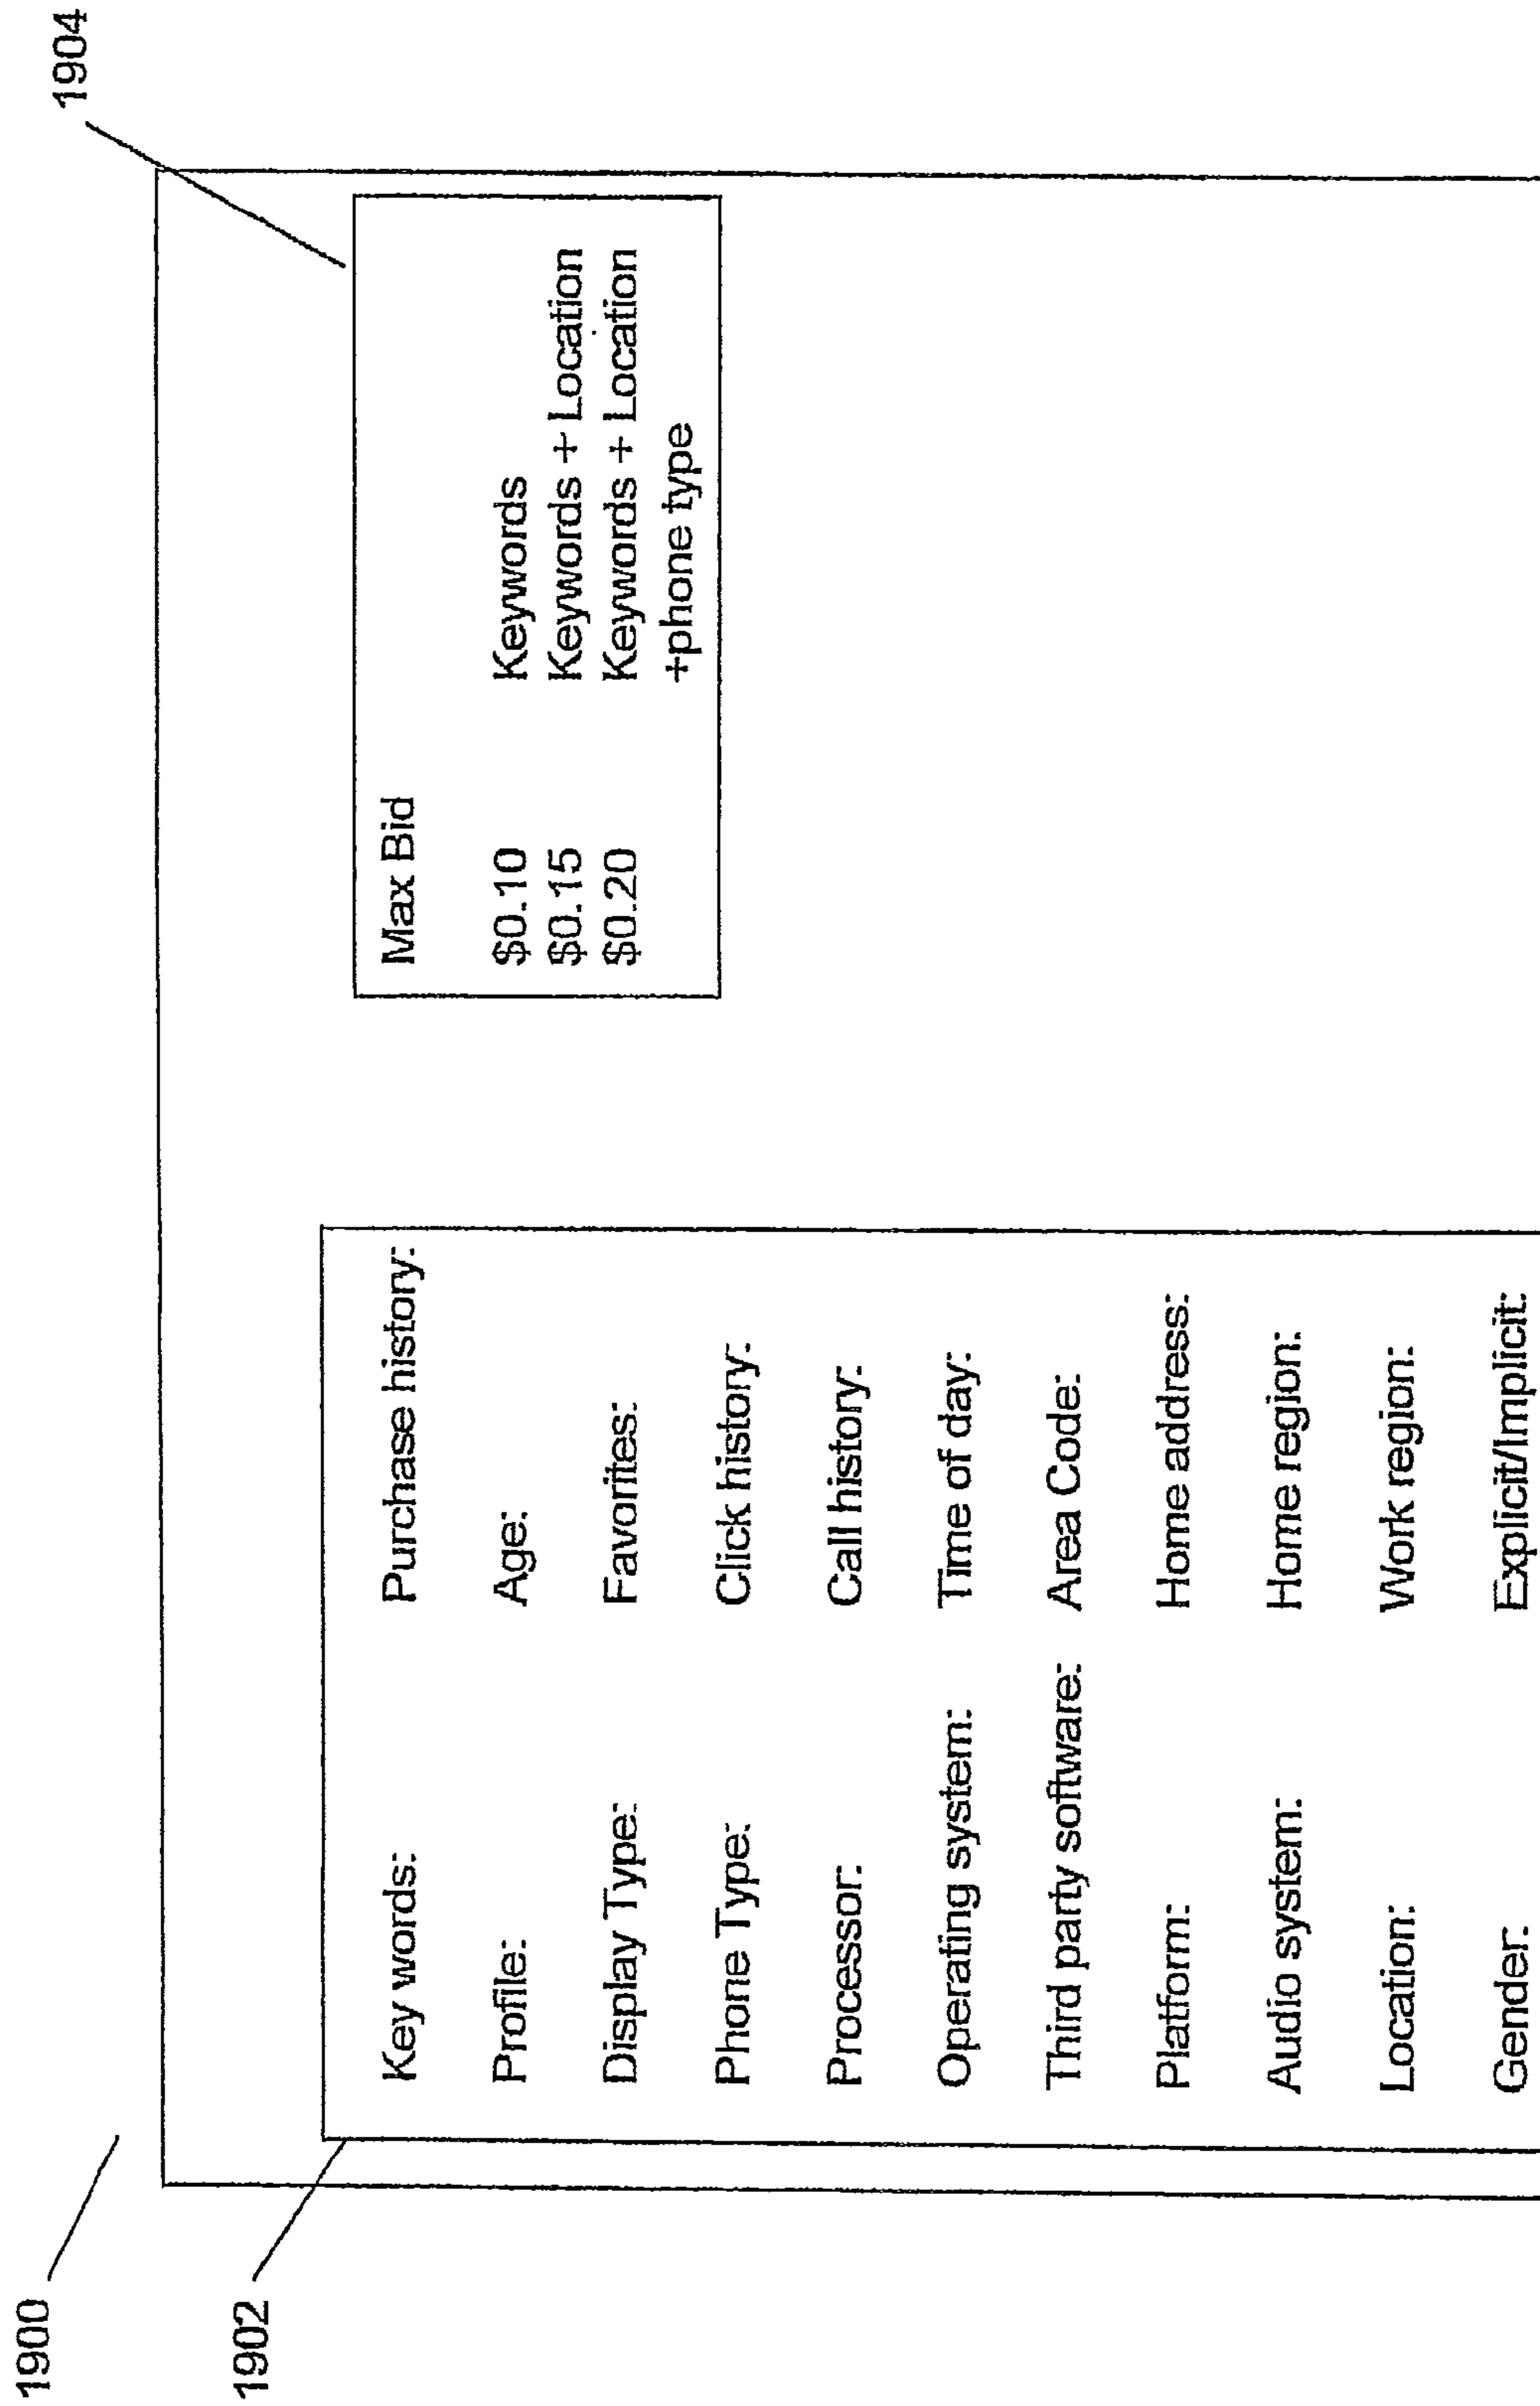 1900
1902
1904
Key words: Purchase history:
Profile: Age:
Display Type: Favorites:
Phone Type: Click history:
Processor: Call history:
Operating system: Time of day:
Third party software: Area Code:
Platform: Home address:
Audio system: Home region:
Location: Work region:
Gender: Explicit/Implicit:
Max Bid
$0.10 Keywords
$0.15 Keywords + Location
$0.20 Keywords + Location
+phone type